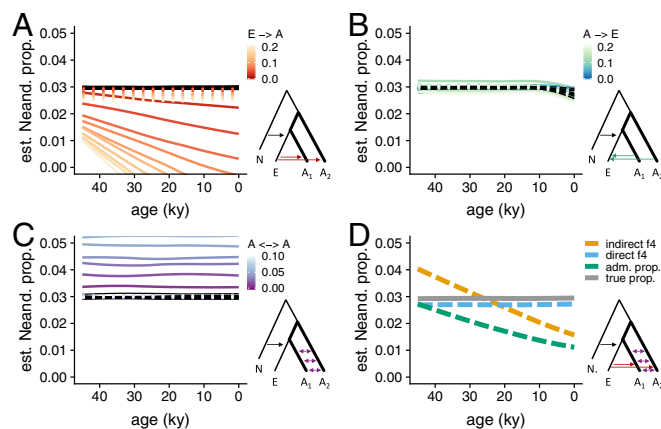 A
E -> A
0.2
0.1
0.0
est. Neand. prop.
0.05
0.04
0.03
0.02
0.01
0.00
40 30 20 10 0
age (ky)
N
E A1 A2
B
A -> E
0.2
0.1
0.0
est. Neand. prop.
0.05
0.04
0.03
0.02
0.01
0.00
40 30 20 10 0
age (ky)
N
E A1 A2
C
A <-> A
0.10
0.05
0.00
est. Neand. prop.
0.05
0.04
0.03
0.02
0.01
0.00
40 30 20 10 0
age (ky)
N
E A1 A2
D
indirect f4
direct f4
adm. prop.
true prop.
est. Neand. prop.
0.05
0.04
0.03
0.02
0.01
0.00
40 30 20 10 0
age (ky)
N.
E A1 A2